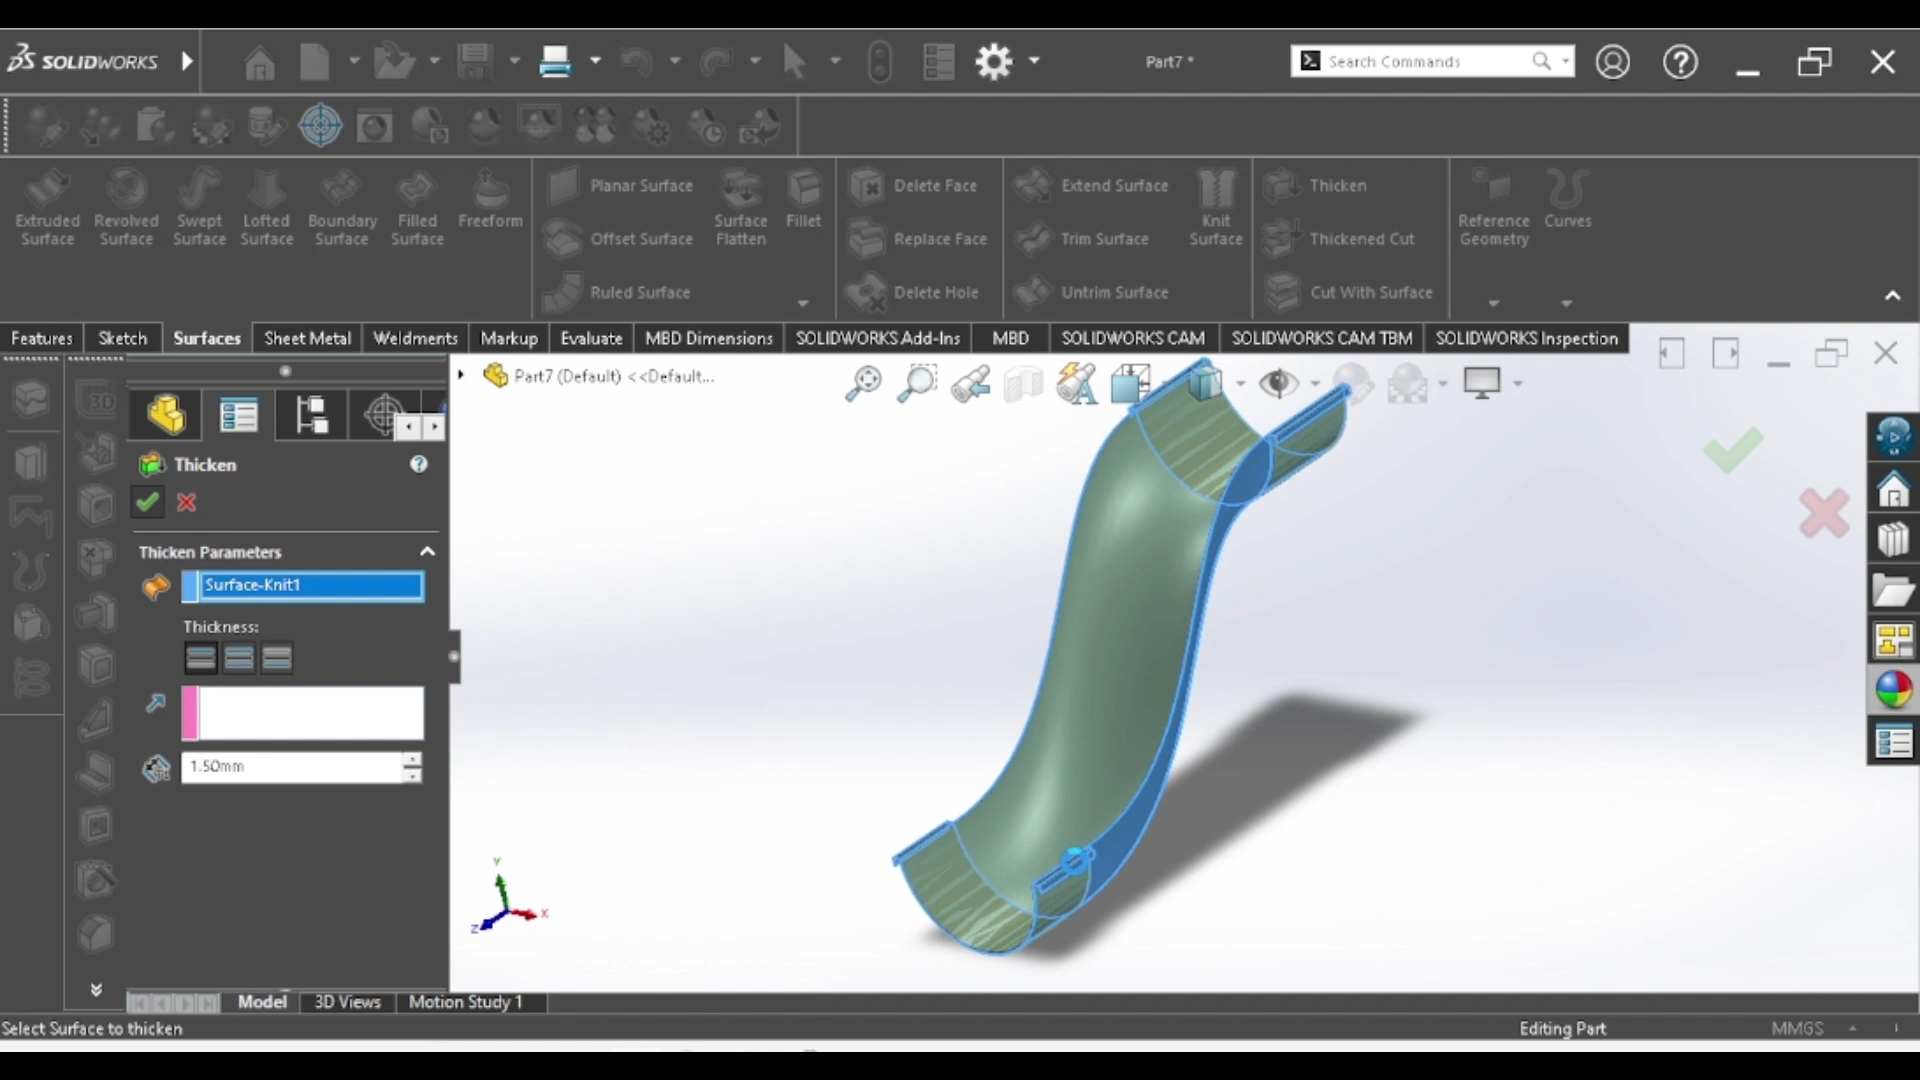 SOLIDWORKS
Part7 *
Search Commands
Extruded Surface
Revolved Surface
Swept Surface
Lofted Surface
Boundary Surface
Filled Surface
Freeform
Planar Surface
Offset Surface
Ruled Surface
Surface Flatten
Fillet
Delete Face
Replace Face
Delete Hole
Extend Surface
Trim Surface
Untrim Surface
Knit Surface
Thicken
Thickened Cut
Cut With Surface
Reference Geometry
Curves
Features
Sketch
Surfaces
Sheet Metal
Weldments
Markup
Evaluate
MBD Dimensions
SOLIDWORKS Add-Ins
MBD
SOLIDWORKS CAM
SOLIDWORKS CAM TBM
SOLIDWORKS Inspection
Part7 (Default) <<Default...
Thicken
Thicken Parameters
Surface-Knit1
Thickness:
1.50mm
Y
X
Z
Model
3D Views
Motion Study 1
Select Surface to thicken
Editing Part
MMGS